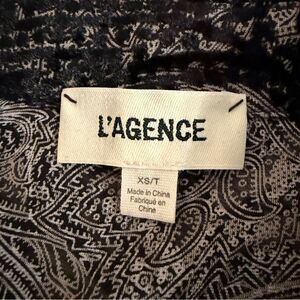 L'AGENCE
XS/T
Made in China
Fabriqué en
Chine